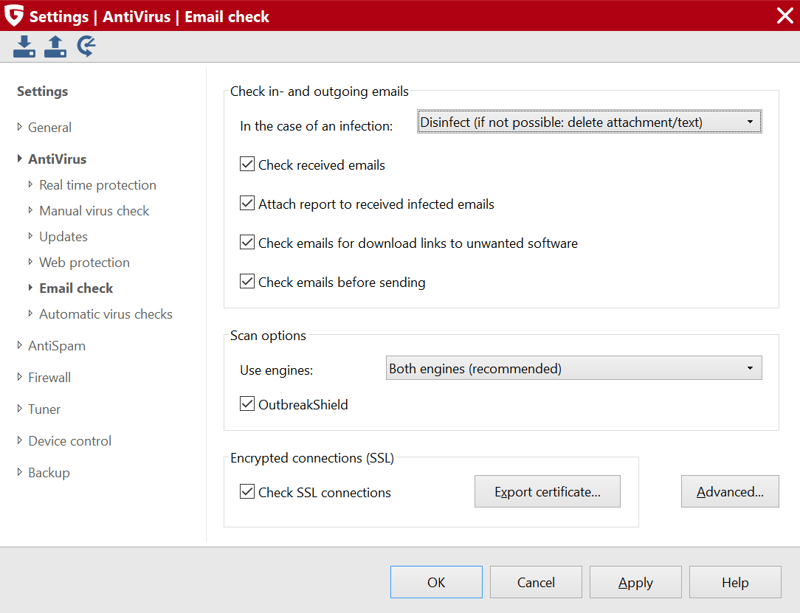 Settings | AntiVirus | Email check
Settings
General
AntiVirus
Real time protection
Manual virus check
Updates
Web protection
Email check
Automatic virus checks
AntiSpam
Firewall
Tuner
Device control
Backup
Check in- and outgoing emails
In the case of an infection: Disinfect (if not possible: delete attachment/text)
Check received emails
Attach report to received infected emails
Check emails for download links to unwanted software
Check emails before sending
Scan options
Use engines: Both engines (recommended)
OutbreakShield
Encrypted connections (SSL)
Check SSL connections Export certificate... Advanced...
OK Cancel Apply Help